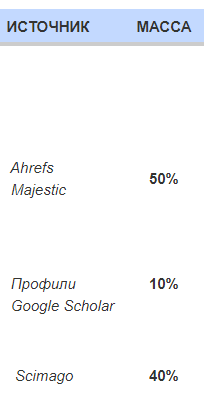 ИСТОЧНИК МАССА
Ahrefs
Majestic 50%
Профили 10%
Google Scholar
Scimago 40%